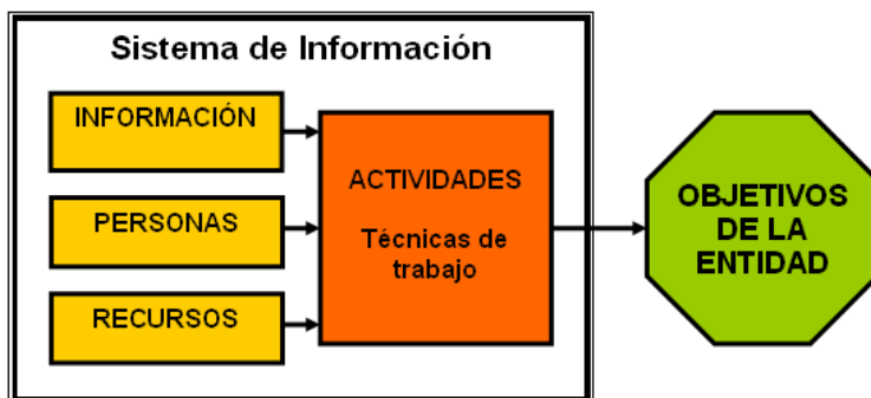 Sistema de Información
INFORMACIÓN
PERSONAS
RECURSOS
ACTIVIDADES
Técnicas de
trabajo
OBJETIVOS
DE LA
ENTIDAD